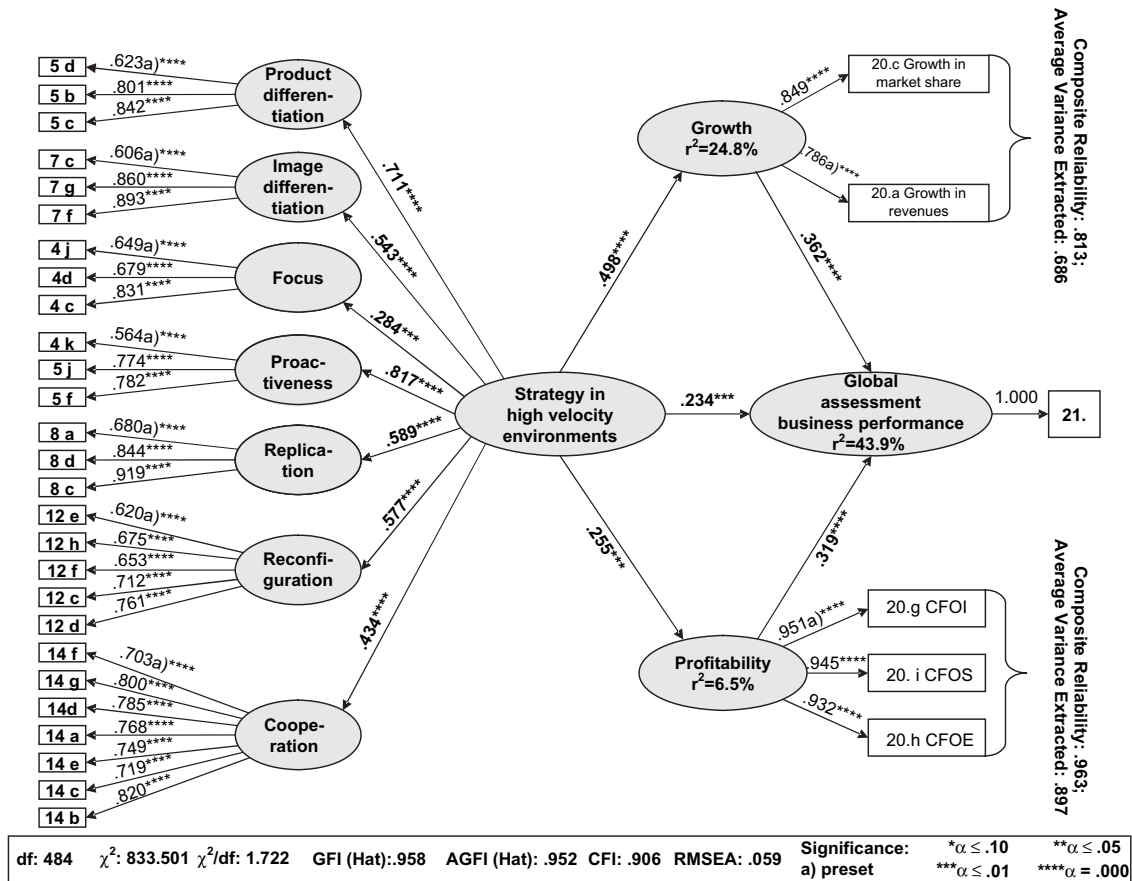 5 d
.623a)****
5 b
.801****
5 c
.842****
Product
differen-
tiation
7 c
.606a)****
7 g
.860****
7 f
.893****
Image
differen-
tiation
4 j
.649a)****
4d
.679****
4 c
.831****
Focus
4 k
.564a)****
5 j
.774****
5 f
.782****
Proac-
tiveness
8 a
.680a)****
8 d
.844****
8 c
.919****
Replica-
tion
12 e
.620a)****
12 h
.675****
12 f
.653****
12 c
.712****
12 d
.761****
Reconfi-
guration
14 f
.703a)****
14 g
.800****
14d
.785****
14 a
.768****
14 e
.749****
14 c
.719****
14 b
.820****
Coope-
ration
.711****
.543****
.284***
.817****
.589****
.577****
.434****
Strategy in
high velocity
environments
.498****
.234***
.255***
Growth
r²=24.8%
.849****
20.c Growth in
market share
.786a)****
20.a Growth in
revenues
Composite Reliability: .813;
Average Variance Extracted: .686
.362****
Global
assessment
business performance
r²=43.9%
1.000
21.
.319****
Profitability
r²=6.5%
.951a)****
20.g CFOI
.945****
20. i CFOS
.932****
20.h CFOE
Composite Reliability: .963;
Average Variance Extracted: .897
df: 484 χ²: 833.501 χ²/df: 1.722 GFI (Hat):.958 AGFI (Hat): .952 CFI: .906 RMSEA: .059
Significance: *α ≤ .10 **α ≤ .05
a) preset ***α ≤ .01 ****α = .000